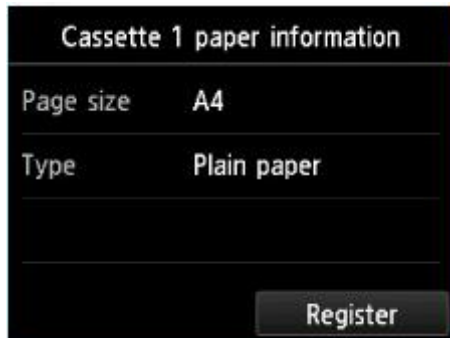 Cassette 1 paper information
Page size A4
Type Plain paper
Register